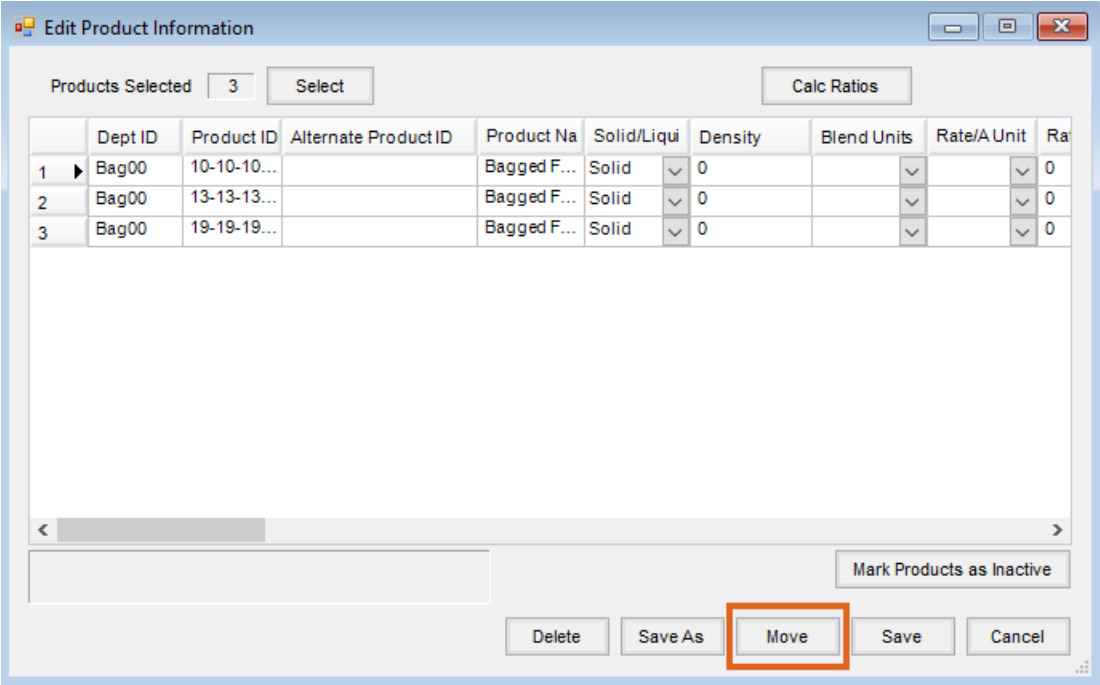 Edit Product Information
Products Selected 3 Select Calc Ratios
Dept ID Product ID Alternate Product ID Product Na Solid/Liqui Density Blend Units Rate/A Unit Ra
1 Bag00 10-10-10... Bagged F... Solid 0 0
2 Bag00 13-13-13... Bagged F... Solid 0 0
3 Bag00 19-19-19... Bagged F... Solid 0 0
Mark Products as Inactive
Delete Save As Move Save Cancel